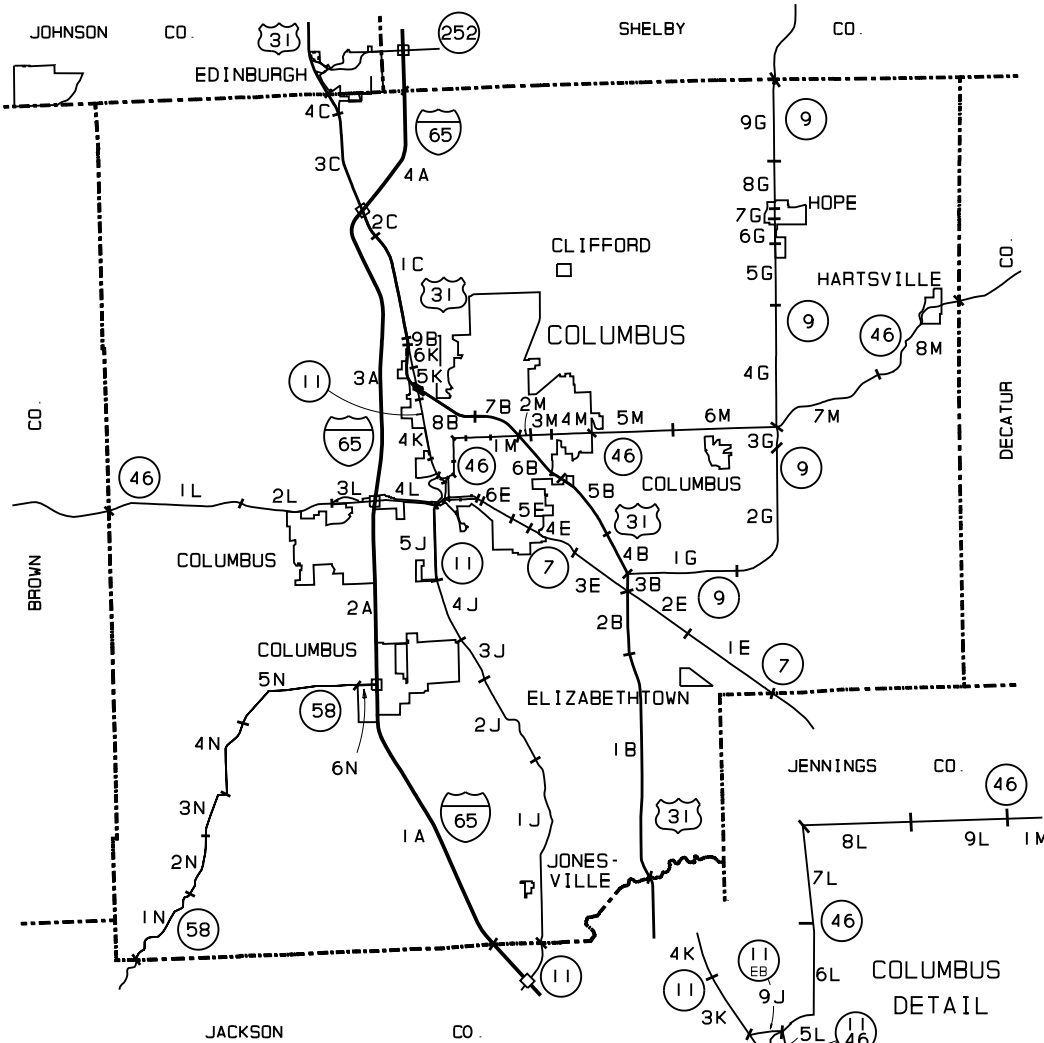 JOHNSON CO.
31
252
SHELBY CO.
EDINBURGH
4C
9G
9
65
3C
4A
8G
HOPE
7G
2C
6G
CLIFFORD
CO.
1C
5G
HARTSVILLE
31
9
46
COLUMBUS
9B
6K
8M
11
3A
5K
4G
7B
2M
CO.
8B
3M
4M
5M
6M
7M
DECATUR
65
4K
1M
3G
46
6B
46
9
46
1L
2L
3L
4L
6E
5B
COLUMBUS
5E
4E
31
2G
5J
COLUMBUS
11
7
4B
1G
BROWN
3E
3B
9
2A
4J
2E
2B
COLUMBUS
3J
1E
7
5N
58
ELIZABETHTOWN
2J
4N
1B
6N
JENNINGS CO.
46
3N
1A
65
1J
31
8L
9L
1M
2N
JONES-
VILLE
7L
1N
58
46
4K
11
EB
11
6L
COLUMBUS
11
9J
DETAIL
3K
JACKSON CO.
5L
11
46